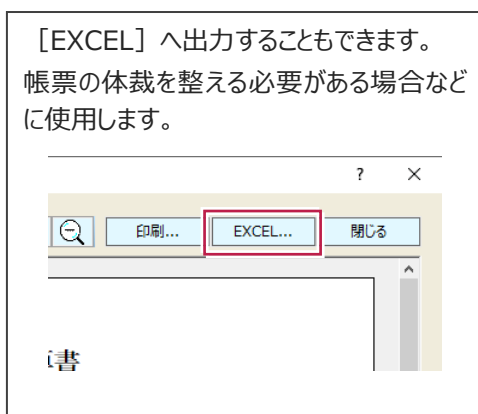 ［EXCEL］へ出力することもできます。
帳票の体裁を整える必要がある場合など
に使用します。
? ×
印刷... EXCEL... 閉じる
書